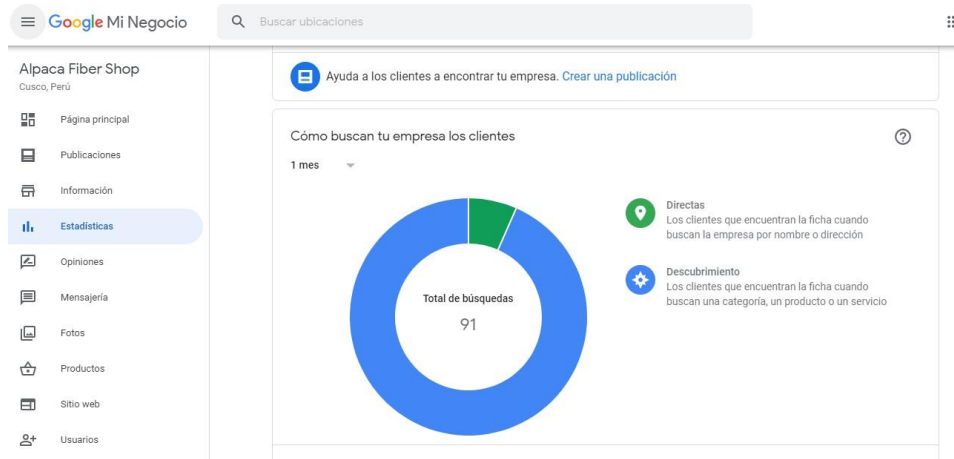 Google Mi Negocio
Buscar ubicaciones
Alpaca Fiber Shop
Cusco, Perú
Página principal
Publicaciones
Información
Estadísticas
Opiniones
Mensajería
Fotos
Productos
Sitio web
Usuarios
Ayuda a los clientes a encontrar tu empresa. Crear una publicación
Cómo buscan tu empresa los clientes
1 mes
Total de búsquedas
91
Directas
Los clientes que encuentran la ficha cuando
buscan la empresa por nombre o dirección
Descubrimiento
Los clientes que encuentran la ficha cuando
buscan una categoría, un producto o un servicio